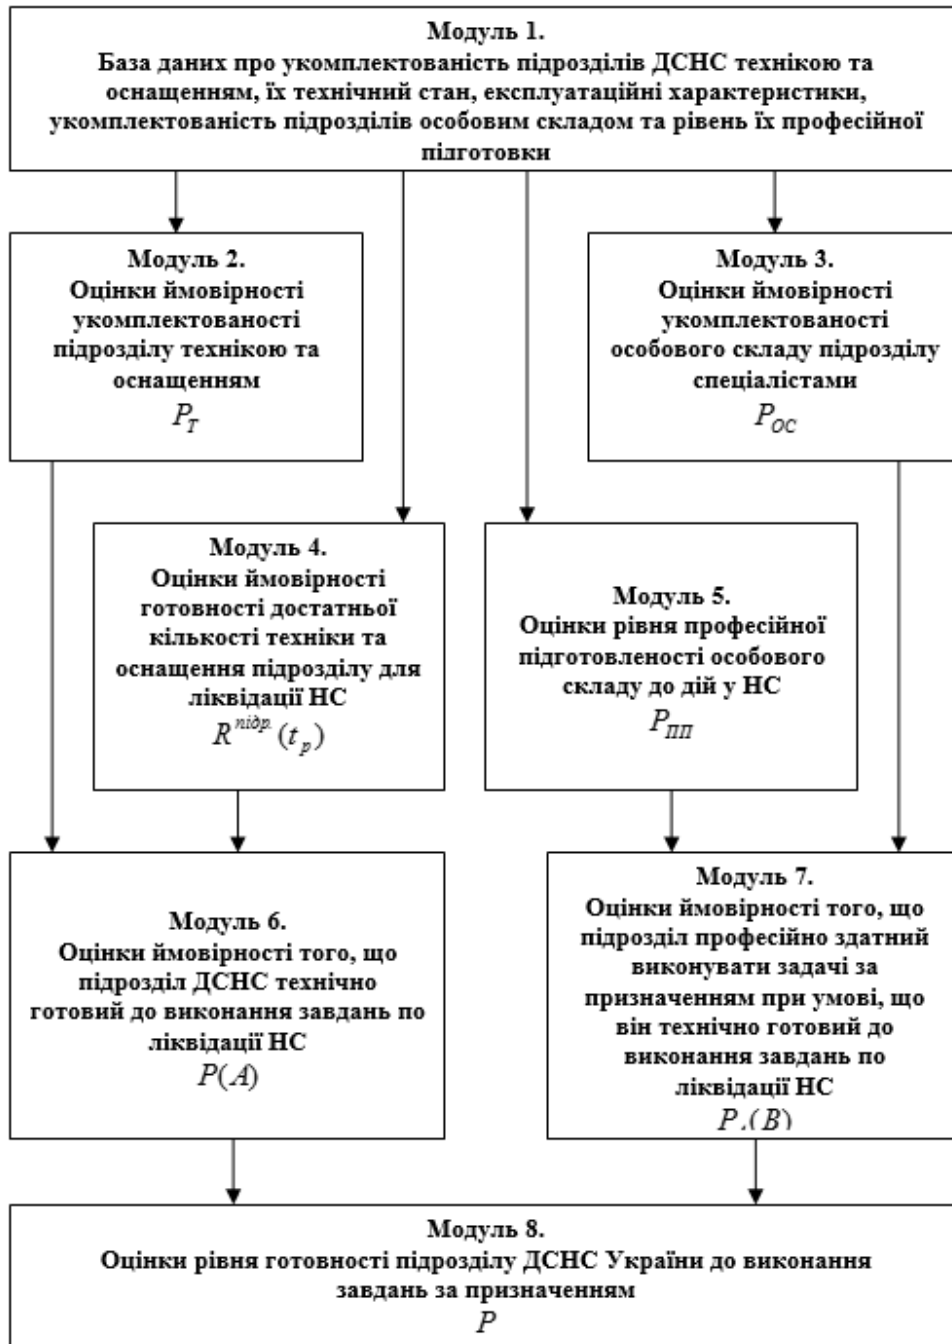 Модуль 1.
База даних про укомплектованість підрозділів ДСНС технікою та
оснащенням, їх технічний стан, експлуатаційні характеристики,
укомплектованість підрозділів особовим складом та рівень їх професійної
підготовки
Модуль 2.
Оцінки ймовірності
укомплектованості
підрозділу технікою та
оснащенням
P_T
Модуль 3.
Оцінки ймовірності
укомплектованості
особового складу підрозділу
спеціалістами
P_ОС
Модуль 4.
Оцінки ймовірності
готовності достатньої
кількості техніки та
оснащення підрозділу для
ліквідації НС
R^підр. (t_p)
Модуль 5.
Оцінки рівня професійної
підготовленості особового
складу до дій у НС
P_ПП
Модуль 6.
Оцінки ймовірності того, що
підрозділ ДСНС технічно
готовий до виконання завдань по
ліквідації НС
P(A)
Модуль 7.
Оцінки ймовірності того, що
підрозділ професійно здатний
виконувати задачі за
призначенням при умові, що
він технічно готовий до
виконання завдань по
ліквідації НС
P (B)
Модуль 8.
Оцінки рівня готовності підрозділу ДСНС України до виконання
завдань за призначенням
P